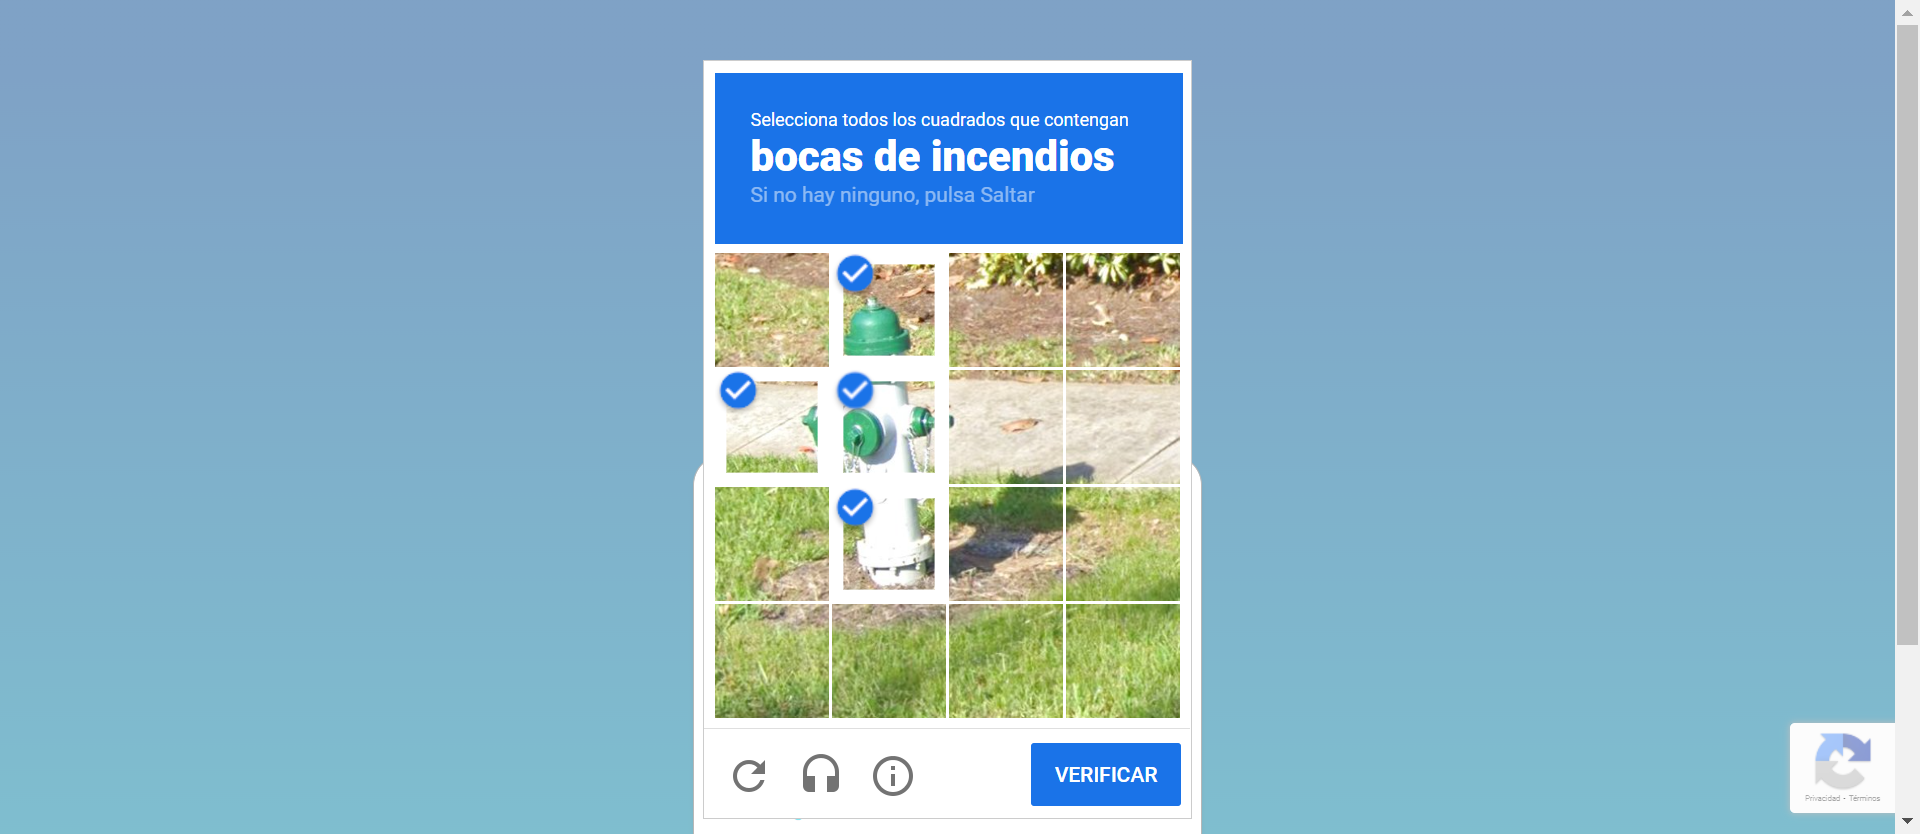 Selecciona todos los cuadrados que contengan
bocas de incendios
Si no hay ninguno, pulsa Saltar
VERIFICAR
Privacidad - Términos